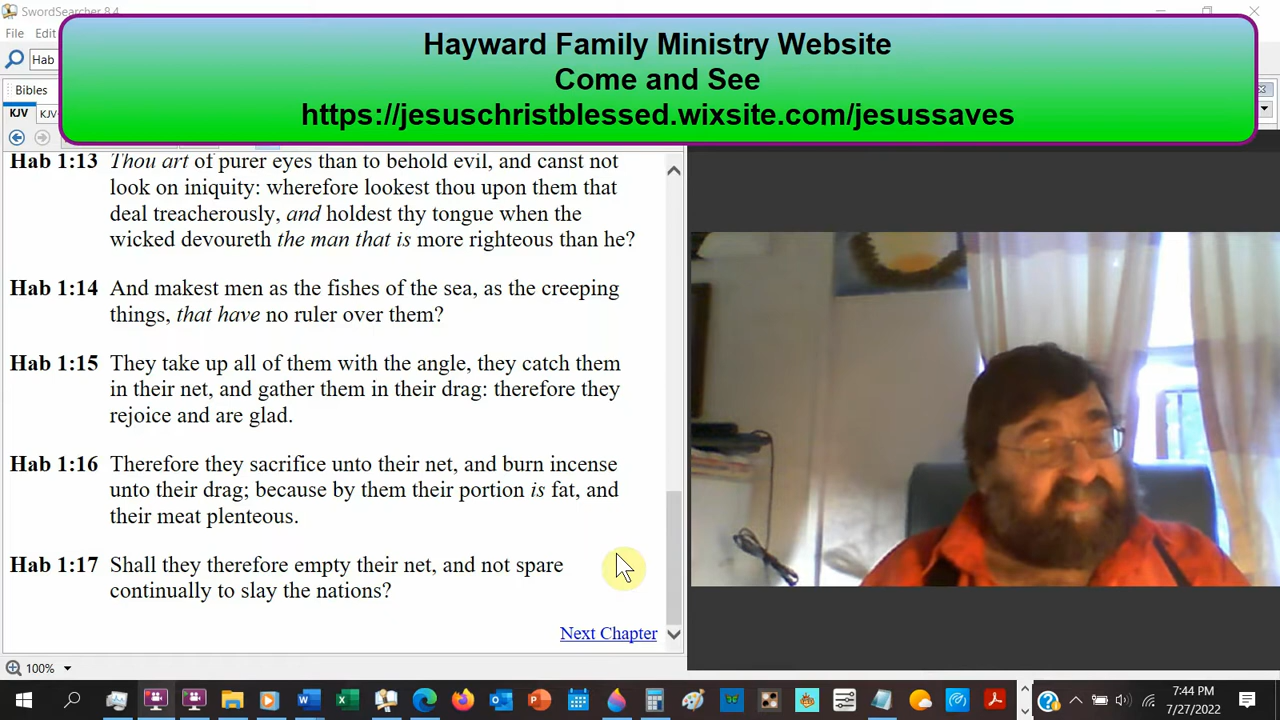 SwordSearcher 8.4
File Edit
Hayward Family Ministry Website
Come and See
https://jesuschristblessed.wixsite.com/jesussaves
Hab
Bibles
KJV KJV
Hab 1:13 Thou art of purer eyes than to behold evil, and canst not
look on iniquity: wherefore lookest thou upon them that
deal treacherously, and holdest thy tongue when the
wicked devoureth the man that is more righteous than he?
Hab 1:14 And makest men as the fishes of the sea, as the creeping
things, that have no ruler over them?
Hab 1:15 They take up all of them with the angle, they catch them
in their net, and gather them in their drag: therefore they
rejoice and are glad.
Hab 1:16 Therefore they sacrifice unto their net, and burn incense
unto their drag; because by them their portion is fat, and
their meat plenteous.
Hab 1:17 Shall they therefore empty their net, and not spare
continually to slay the nations?
Next Chapter
100%
7:44 PM
7/27/2022